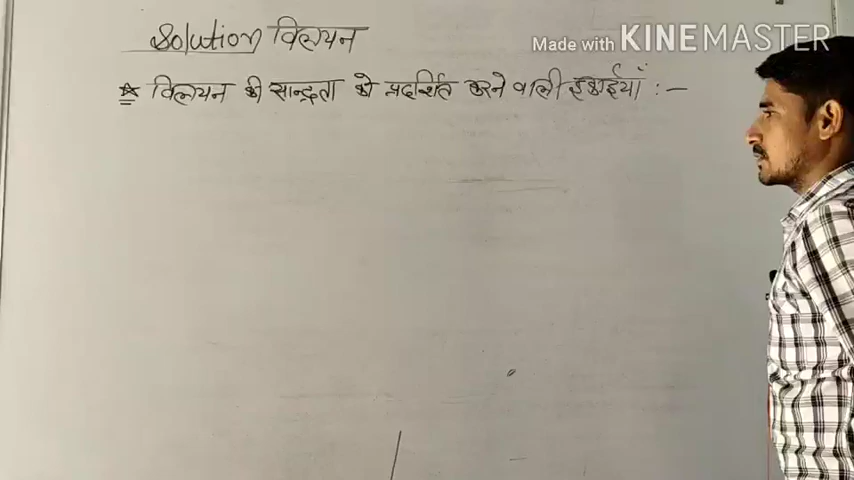 Solution विलयन
Made with KINEMASTER
* विलयन की सान्द्रता को प्रदर्शित करने वाली इकाईयाँ :-